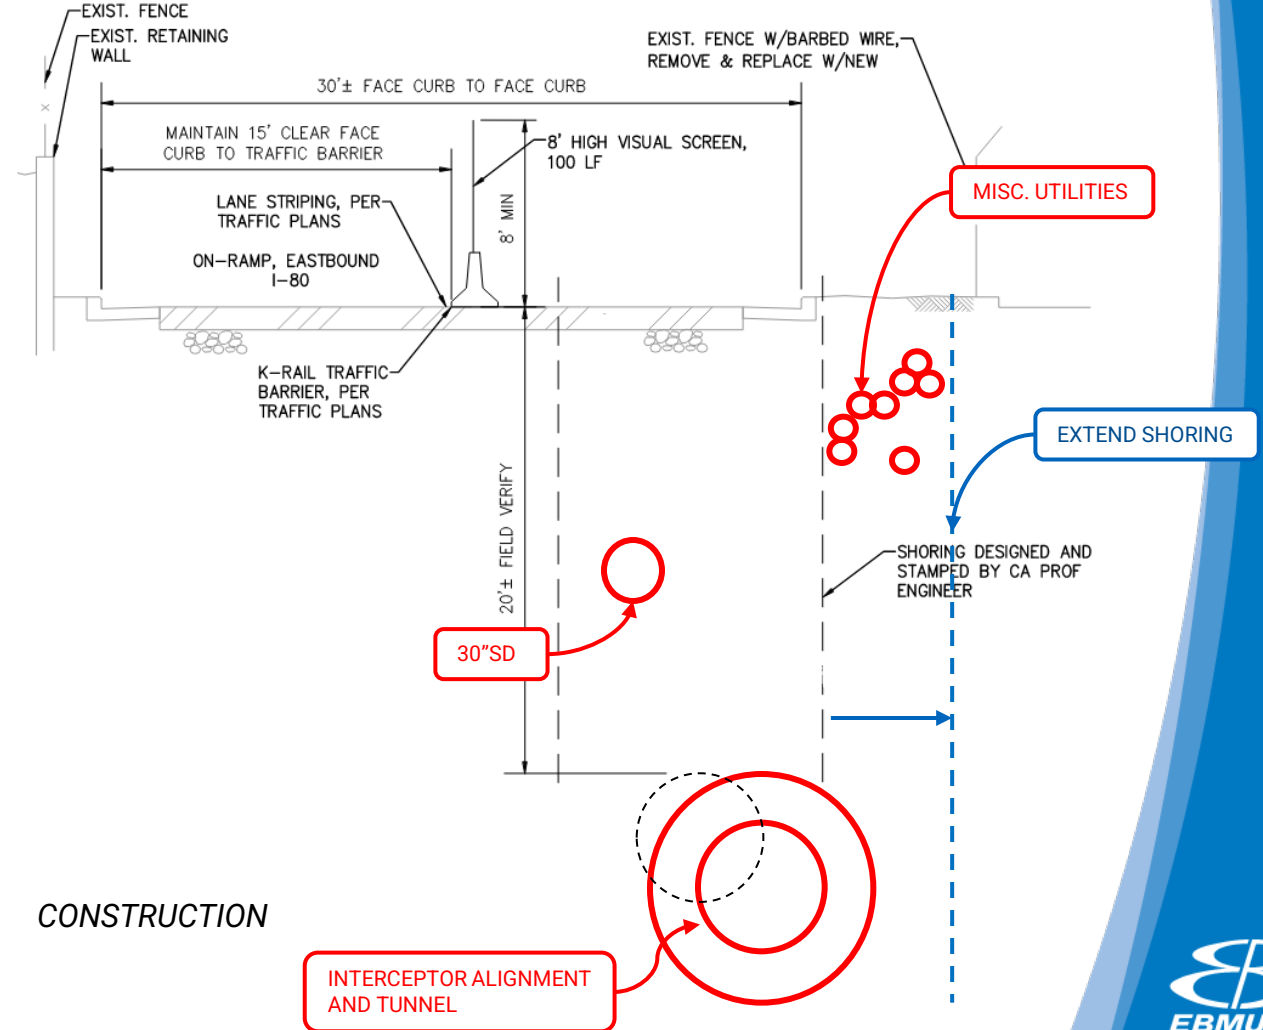 EXIST. FENCE
EXIST. RETAINING
WALL
EXIST. FENCE W/BARBED WIRE,
REMOVE & REPLACE W/NEW
30'± FACE CURB TO FACE CURB
MAINTAIN 15' CLEAR FACE
CURB TO TRAFFIC BARRIER
8' HIGH VISUAL SCREEN,
100 LF
8' MIN
LANE STRIPING, PER
TRAFFIC PLANS
ON-RAMP, EASTBOUND
I-80
MISC. UTILITIES
X
K-RAIL TRAFFIC
BARRIER, PER
TRAFFIC PLANS
EXTEND SHORING
20'± FIELD VERIFY
SHORING DESIGNED AND
STAMPED BY CA PROF
ENGINEER
30"SD
CONSTRUCTION
INTERCEPTOR ALIGNMENT
AND TUNNEL
EBMU